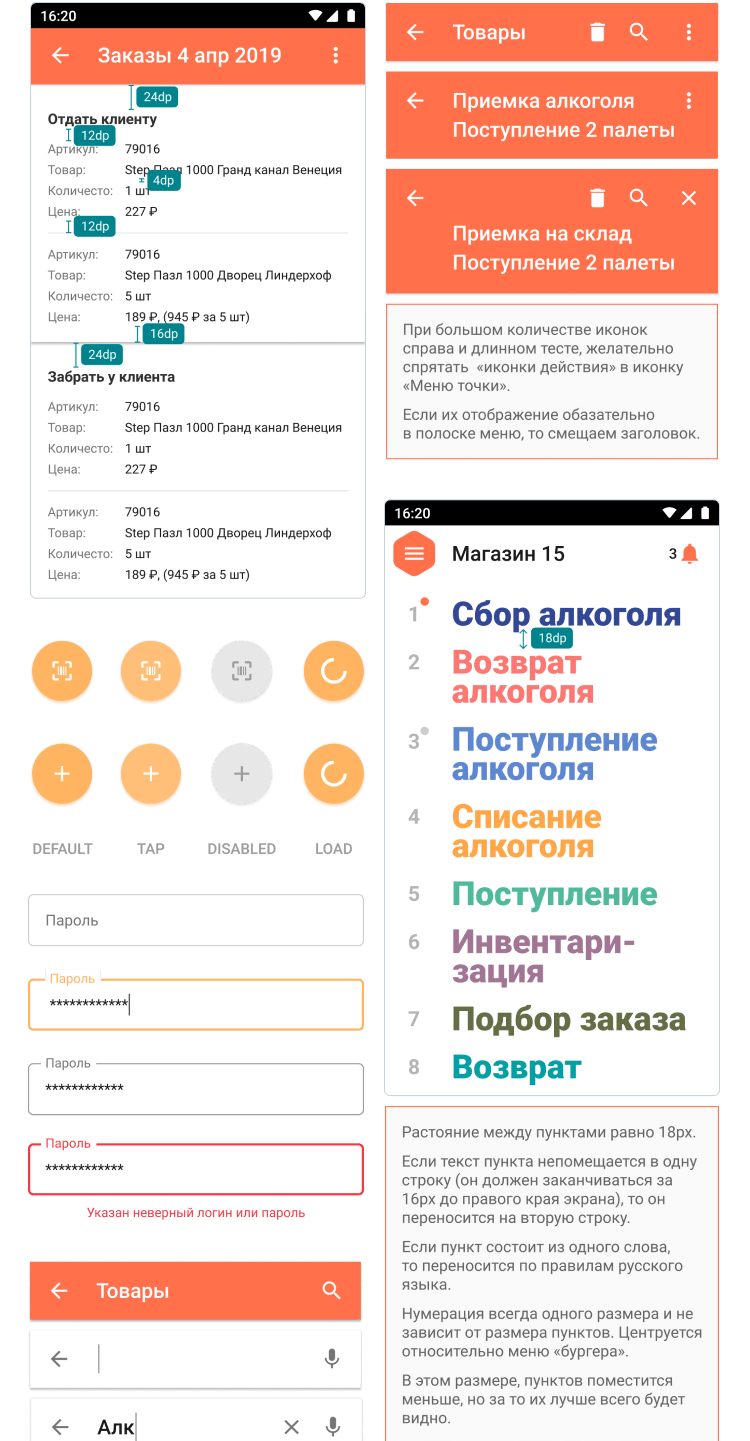 16:20
Заказы 4 апр 2019
24dp
Отдать клиенту
12dp
Артикул: 79016
Товар: Step Пазл 1000 Гранд канал Венеция
4dp
Количесто: 1 шт
Цена: 227 ₽
12dp
Артикул: 79016
Товар: Step Пазл 1000 Дворец Линдерхоф
Количесто: 5 шт
Цена: 189 ₽, (945 ₽ за 5 шт)
16dp
24dp
Забрать у клиента
Артикул: 79016
Товар: Step Пазл 1000 Гранд канал Венеция
Количесто: 1 шт
Цена: 227 ₽
Артикул: 79016
Товар: Step Пазл 1000 Дворец Линдерхоф
Количесто: 5 шт
Цена: 189 ₽, (945 ₽ за 5 шт)
DEFAULT TAP DISABLED LOAD
Пароль
Пароль
************
Пароль
************
Пароль
************
Указан неверный логин или пароль
Товары
Алк
Товары
Приемка алкоголя
Поступление 2 палеты
Приемка на склад
Поступление 2 палеты
При большом количестве иконок
справа и длинном тесте, желательно
спрятать «иконки действия» в иконку
«Меню точки».
Если их отображение обазательно
в полоске меню, то смещаем заголовок.
16:20
Магазин 15 3
1 Сбор алкоголя
18dp
2 Возврат
алкоголя
3 Поступление
алкоголя
4 Списание
алкоголя
5 Поступление
6 Инвентари-
зация
7 Подбор заказа
8 Возврат
Растояние между пунктами равно 18px.
Если текст пункта непомещается в одну
строку (он должен заканчиваться за
16px до правого края экрана), то он
переносится на вторую строку.
Если пункт состоит из одного слова,
то переносится по правилам русского
языка.
Нумерация всегда одного размера и не
зависит от размера пунктов. Центруется
относительно меню «бургера».
В этом размере, пунктов поместится
меньше, но за то их лучше всего будет
видно.